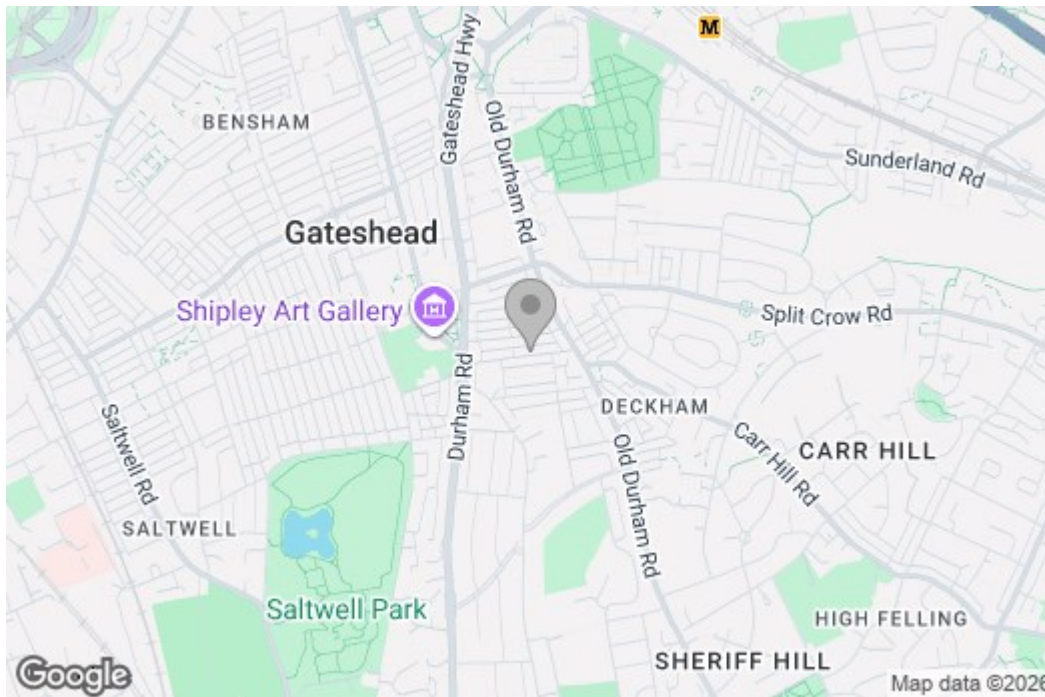 M
BENSHAM
Gateshead Hwy
Old Durham Rd
Sunderland Rd
Gateshead
Shipley Art Gallery
Split Crow Rd
Durham Rd
DECKHAM
Saltwell Rd
Old Durham Rd
Carr Hill Rd
CARR HILL
SALTWELL
Saltwell Park
HIGH FELLING
SHERIFF HILL
Google
Map data ©2026